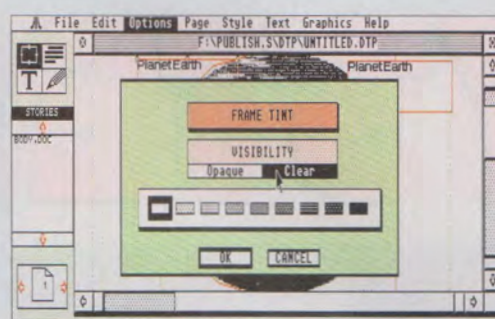 File Edit Options Page Style Text Graphics Help
F:\PUBLISH.S\DTP\UNTITLED.DTP
PlanetEarth PlanetEarth
T
STORIES
BODY.DOC
FRAME TINT
VISIBILITY
Opaque Clear
OK CANCEL
1